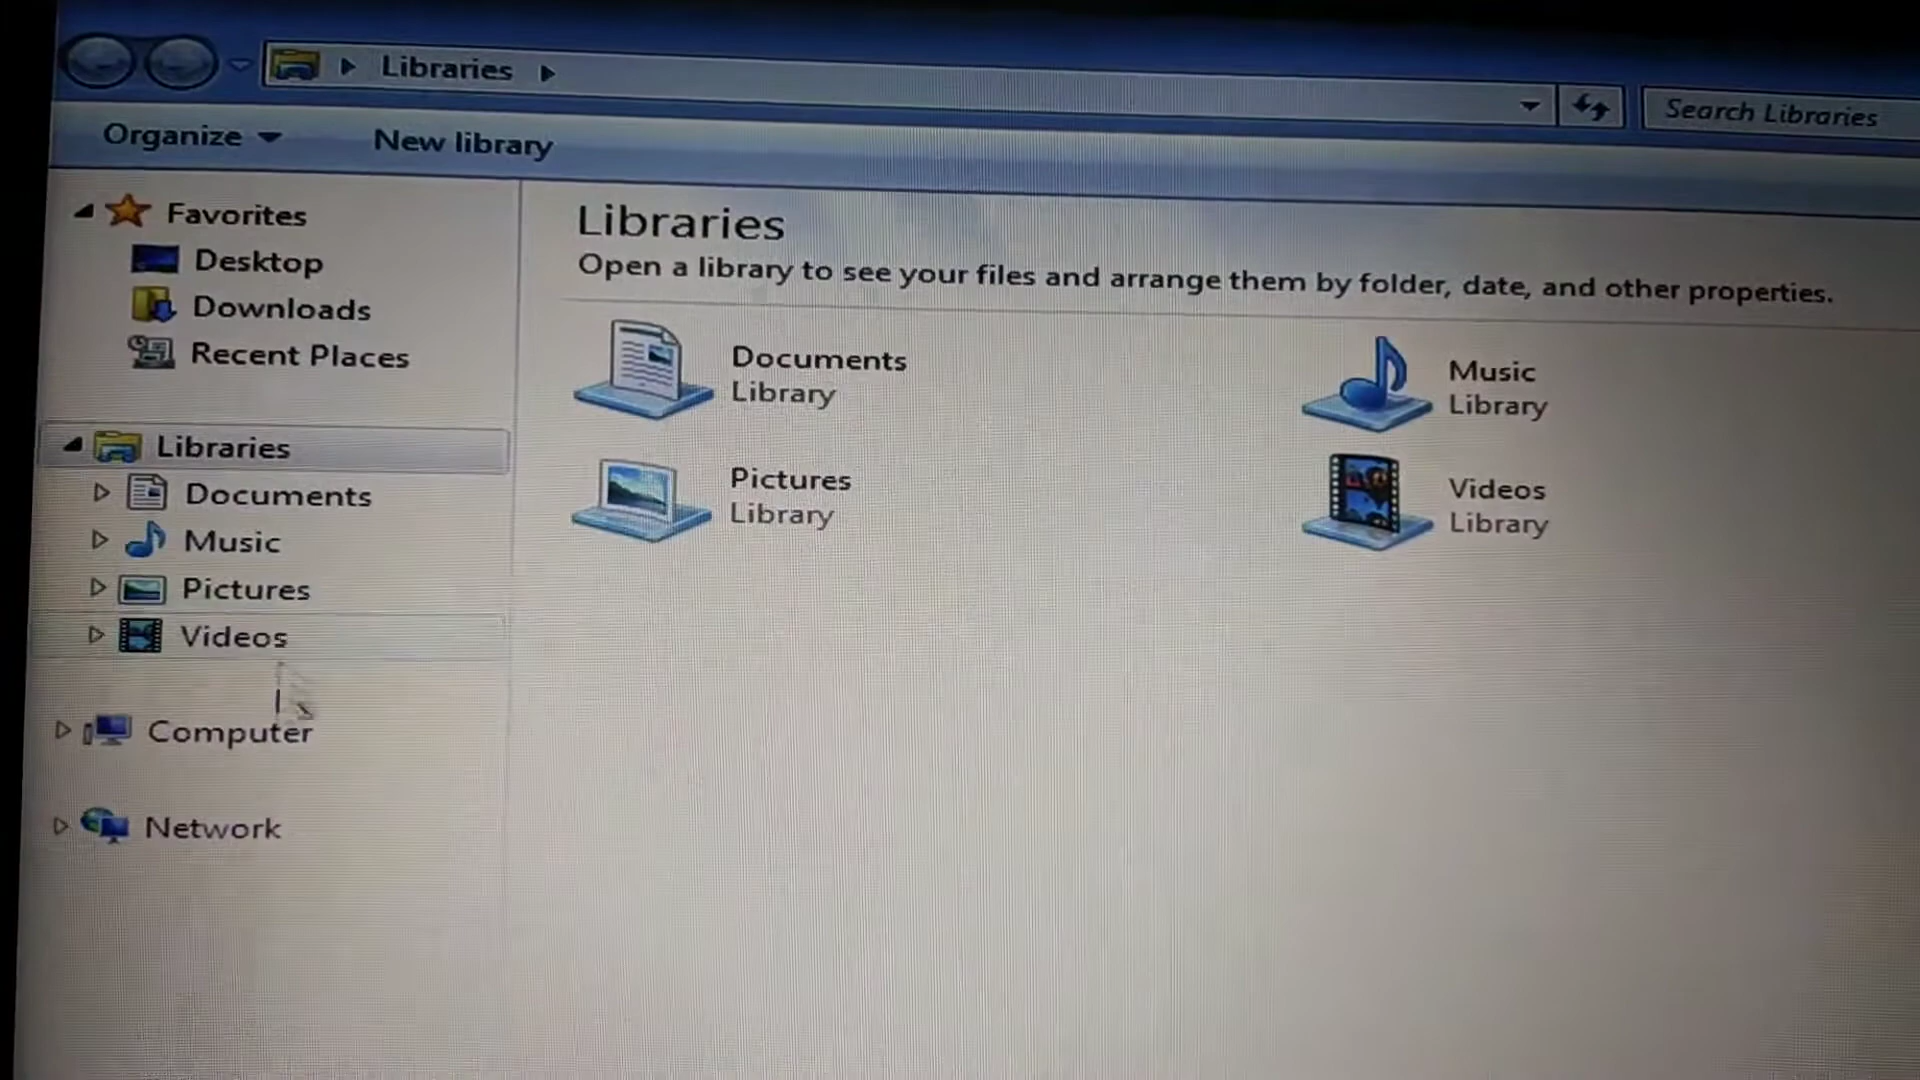 Libraries
Search Libraries
Organize
New library
Favorites
Desktop
Downloads
Recent Places
Libraries
Documents
Music
Pictures
Videos
Computer
Network
Libraries
Open a library to see your files and arrange them by folder, date, and other properties.
Documents
Library
Music
Library
Pictures
Library
Videos
Library